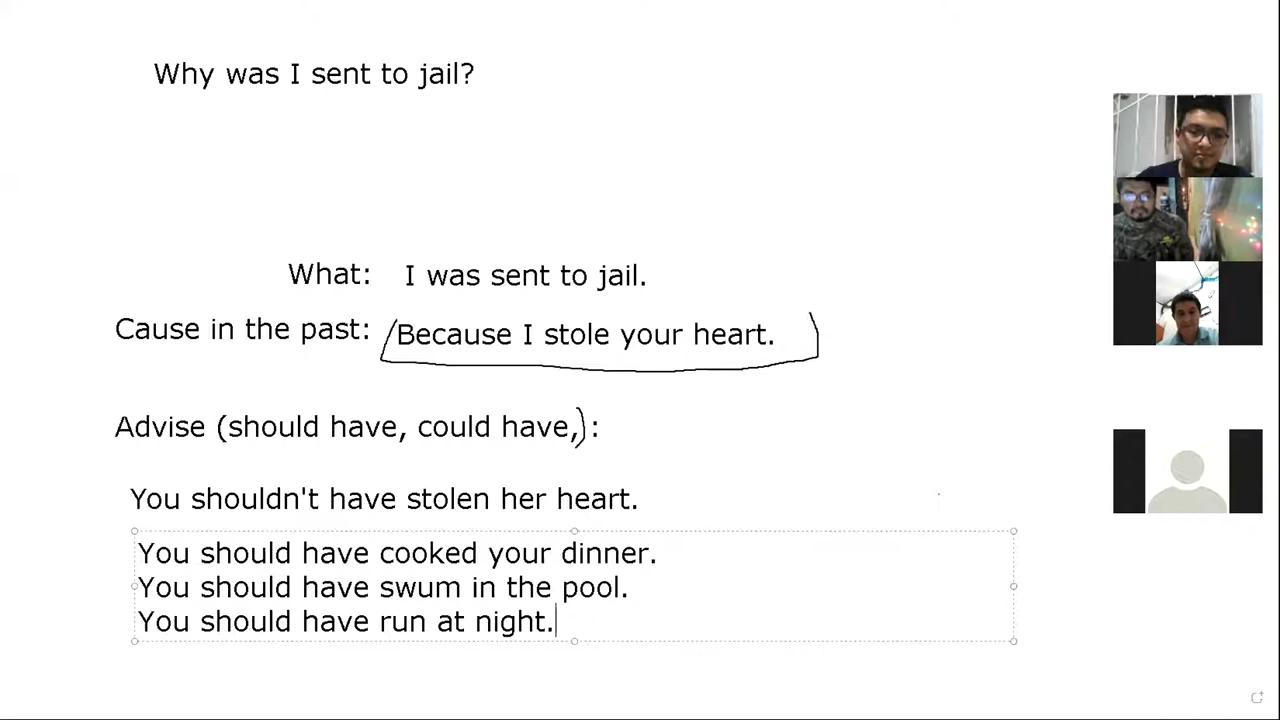 Why was I sent to jail?
What: I was sent to jail.
Cause in the past: Because I stole your heart.
Advise (should have, could have,):
You shouldn't have stolen her heart.
You should have cooked your dinner.
You should have swum in the pool.
You should have run at night.